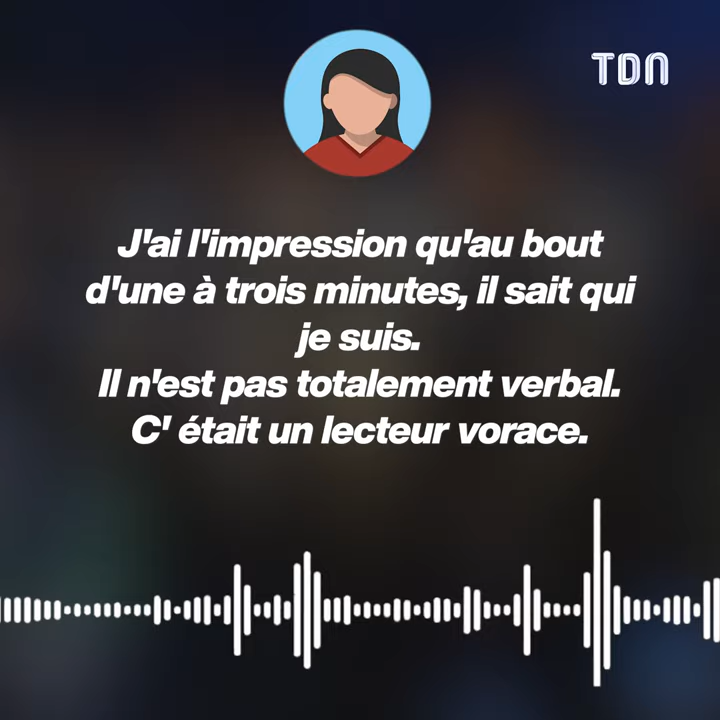 TDN
J'ai l'impression qu'au bout
d'une à trois minutes, il sait qui
je suis.
Il n'est pas totalement verbal.
C' était un lecteur vorace.